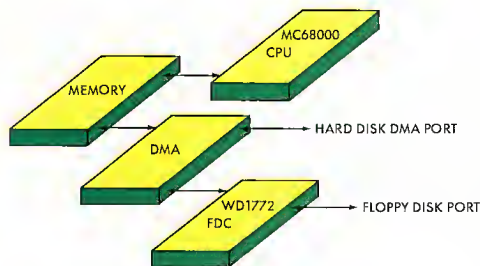 MC68000
CPU
MEMORY
DMA
HARD DISK DMA PORT
WD1772
FDC
FLOPPY DISK PORT